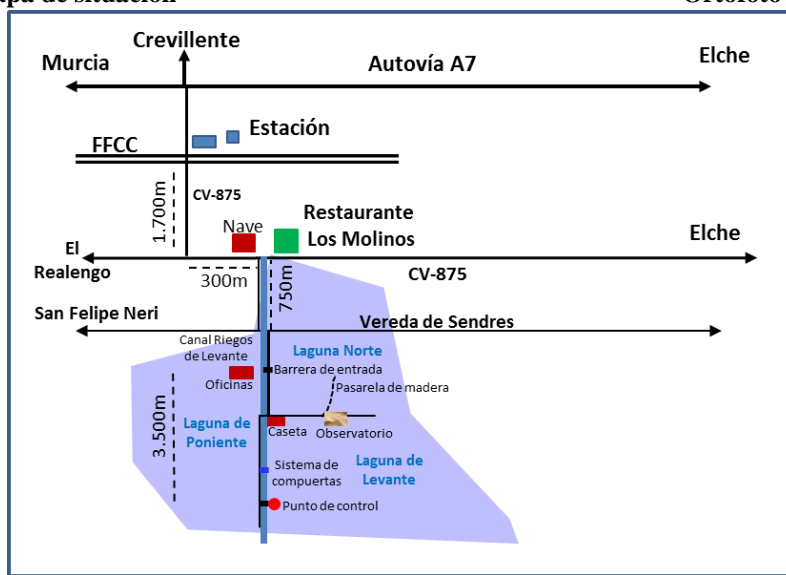 Ortofoto
Crevillente
Murcia
Autovía A7
Elche
Estación
FFCC
CV-875
1.700m
Nave
Restaurante
Los Molinos
El
Realengo
Elche
300m
750m
CV-875
San Felipe Neri
Vereda de Sendres
Canal Riegos
de Levante
Laguna Norte
Oficinas
Barrera de entrada
Pasarela de madera
3.500m
Laguna de
Poniente
Caseta
Observatorio
Sistema de
compuertas
Laguna de
Levante
Punto de control